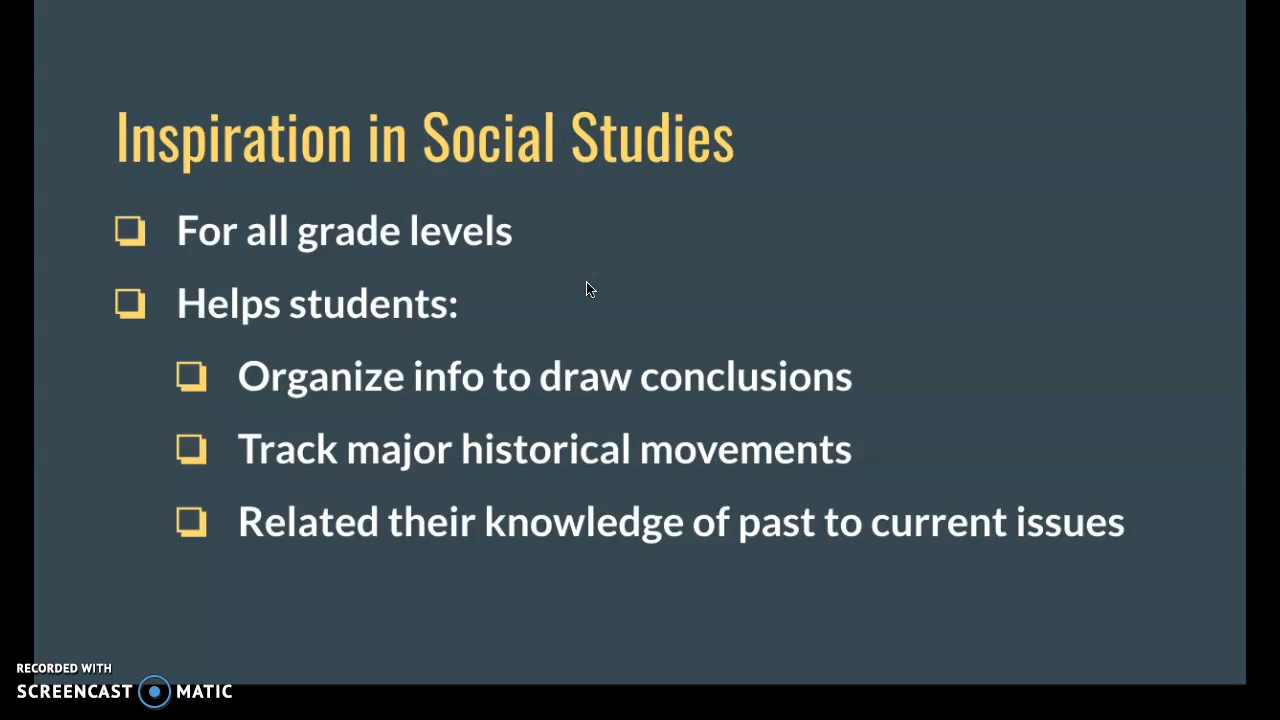 Inspiration in Social Studies
For all grade levels
Helps students:
Organize info to draw conclusions
Track major historical movements
Related their knowledge of past to current issues
RECORDED WITH
SCREENCAST MATIC